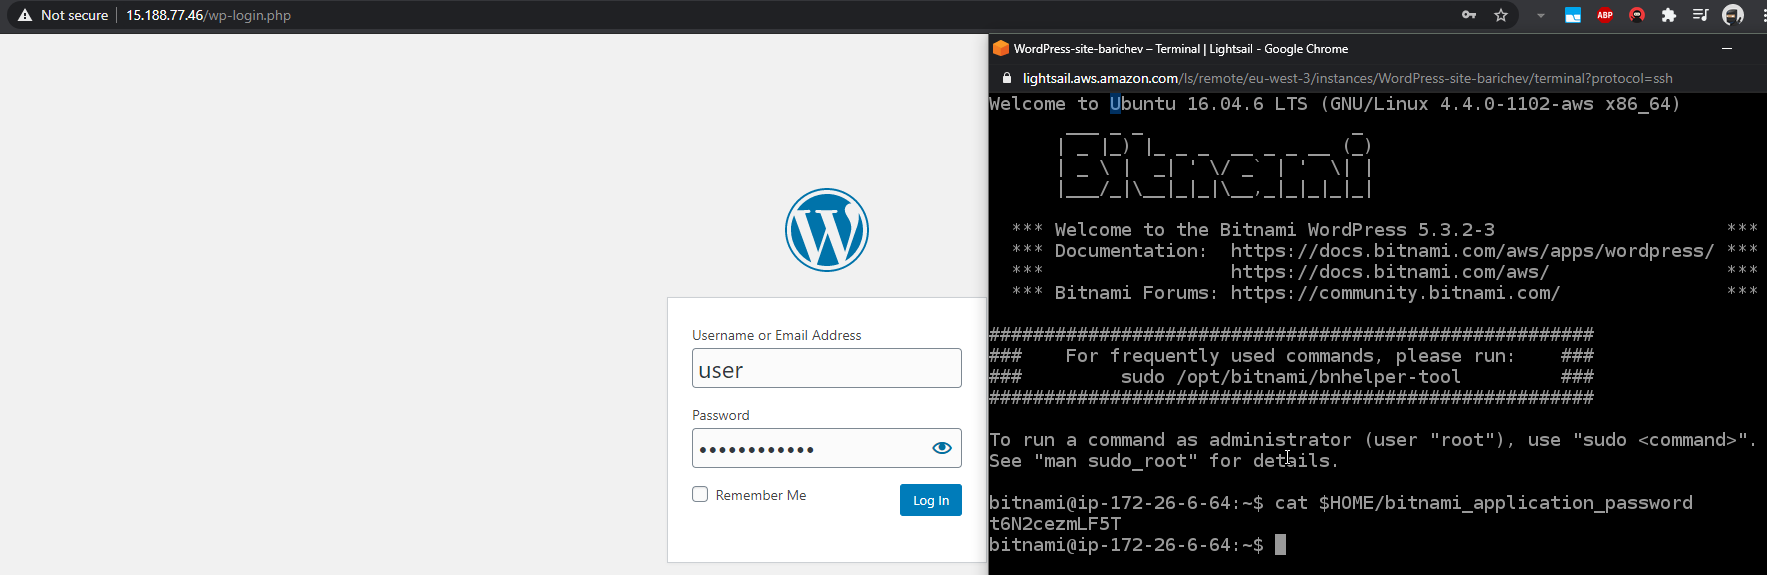 Not secure | 15.188.77.46/wp-login.php
ABP
Username or Email Address
user
Password
••••••••••••
Remember Me
Log In
WordPress-site-barichev – Terminal | Lightsail - Google Chrome
lightsail.aws.amazon.com/ls/remote/eu-west-3/instances/WordPress-site-barichev/terminal?protocol=ssh
Welcome to Ubuntu 16.04.6 LTS (GNU/Linux 4.4.0-1102-aws x86_64)
Bitnami
*** Welcome to the Bitnami WordPress 5.3.2-3 ***
*** Documentation: https://docs.bitnami.com/aws/apps/wordpress/ ***
*** https://docs.bitnami.com/aws/ ***
*** Bitnami Forums: https://community.bitnami.com/ ***
#######################################################
### For frequently used commands, please run: ###
### sudo /opt/bitnami/bnhelper-tool ###
#######################################################
To run a command as administrator (user "root"), use "sudo <command>".
See "man sudo_root" for details.
bitnami@ip-172-26-6-64:~$ cat $HOME/bitnami_application_password
t6N2cezmLF5T
bitnami@ip-172-26-6-64:~$